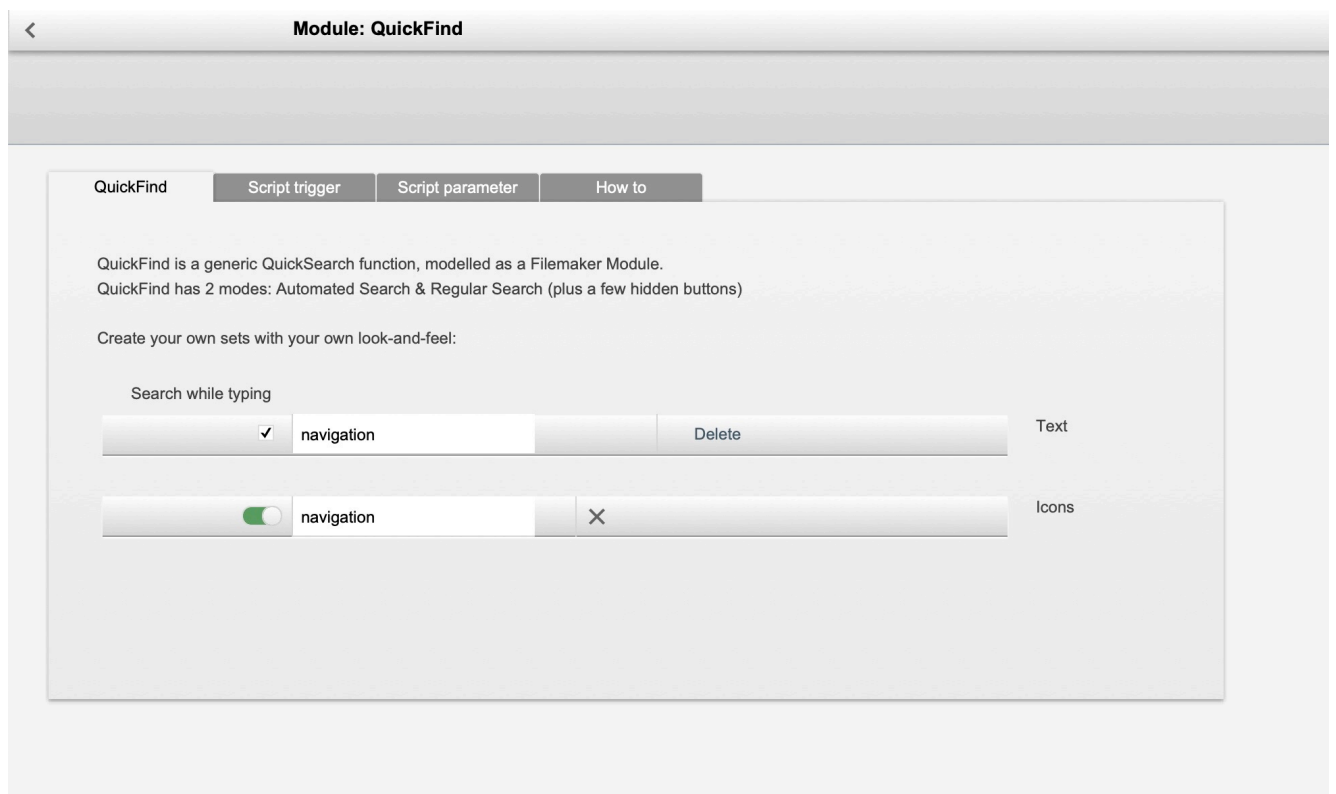 Module: QuickFind
QuickFind Script trigger Script parameter How to
QuickFind is a generic QuickSearch function, modelled as a Filemaker Module.
QuickFind has 2 modes: Automated Search & Regular Search (plus a few hidden buttons)
Create your own sets with your own look-and-feel:
Search while typing
navigation Delete Text
navigation Icons